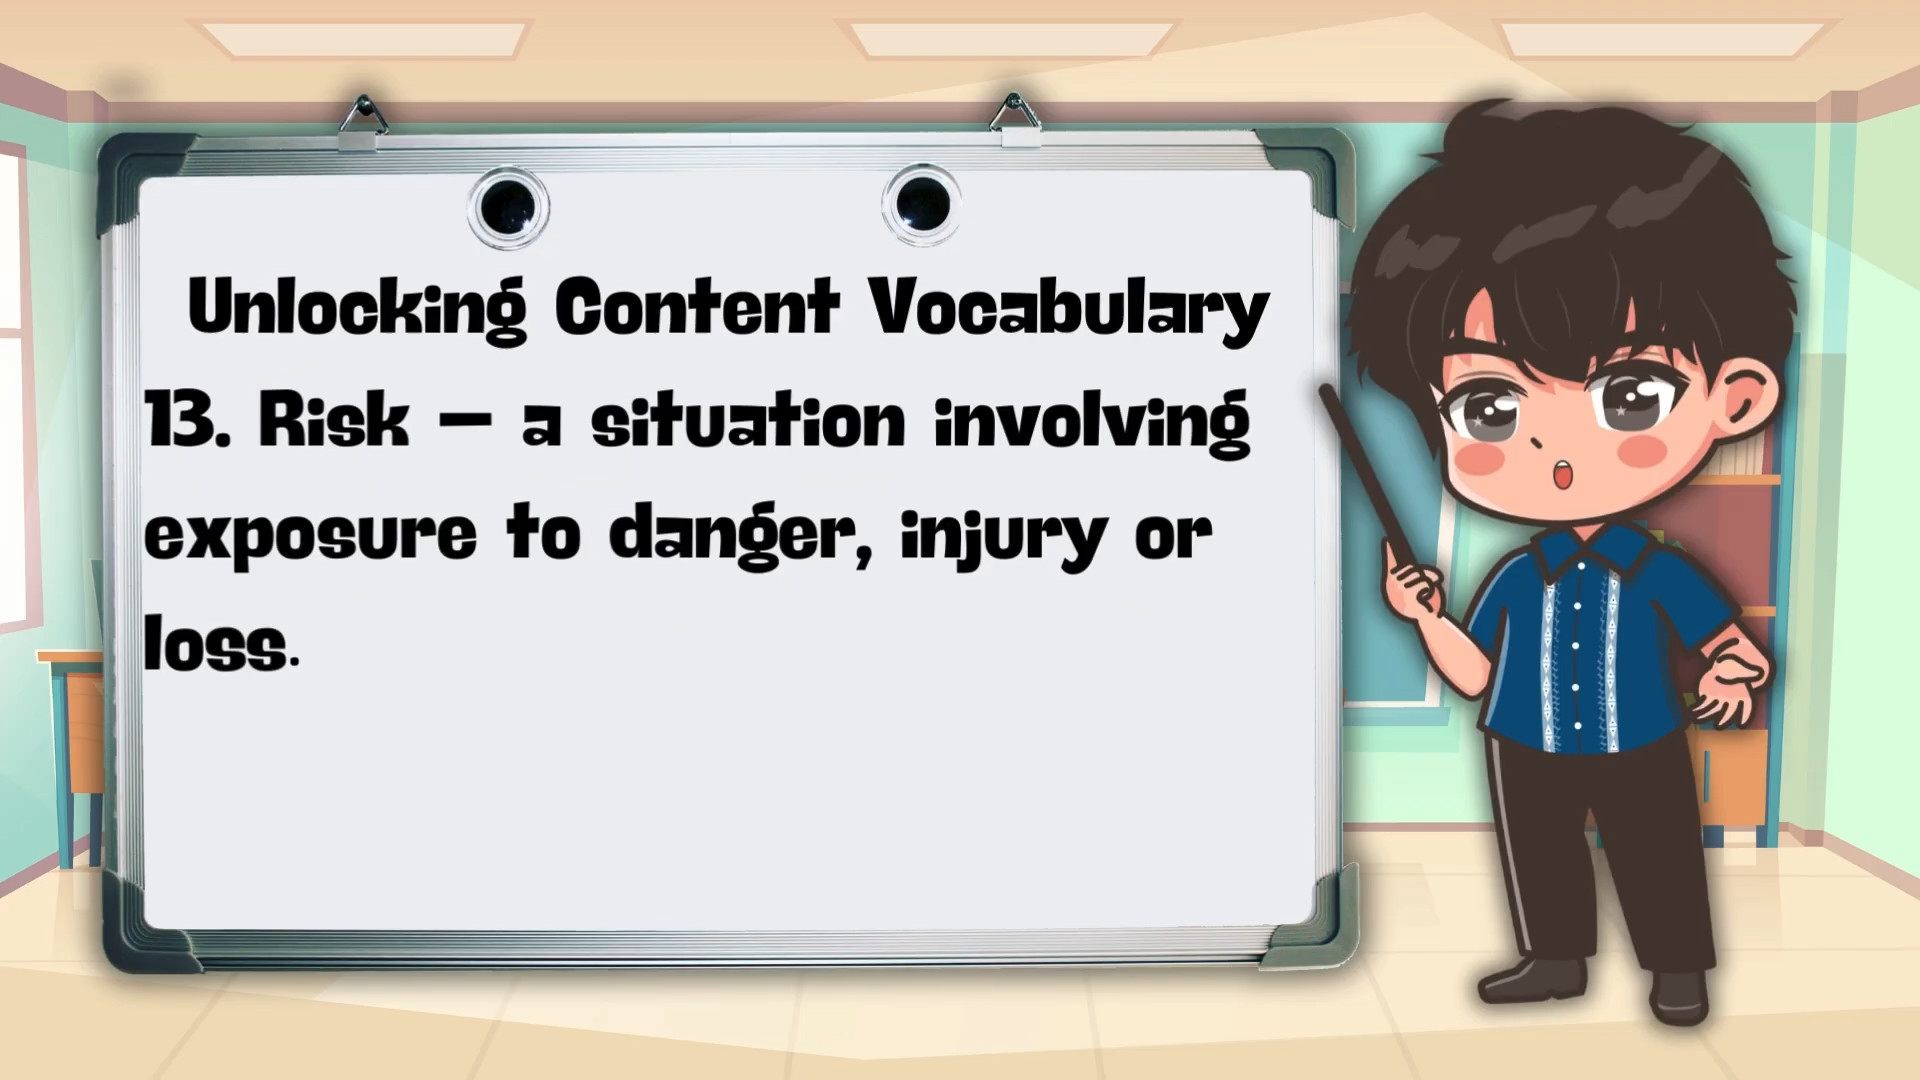 Unlocking Content Vocabulary
13. Risk – a situation involving
exposure to danger, injury or
loss.